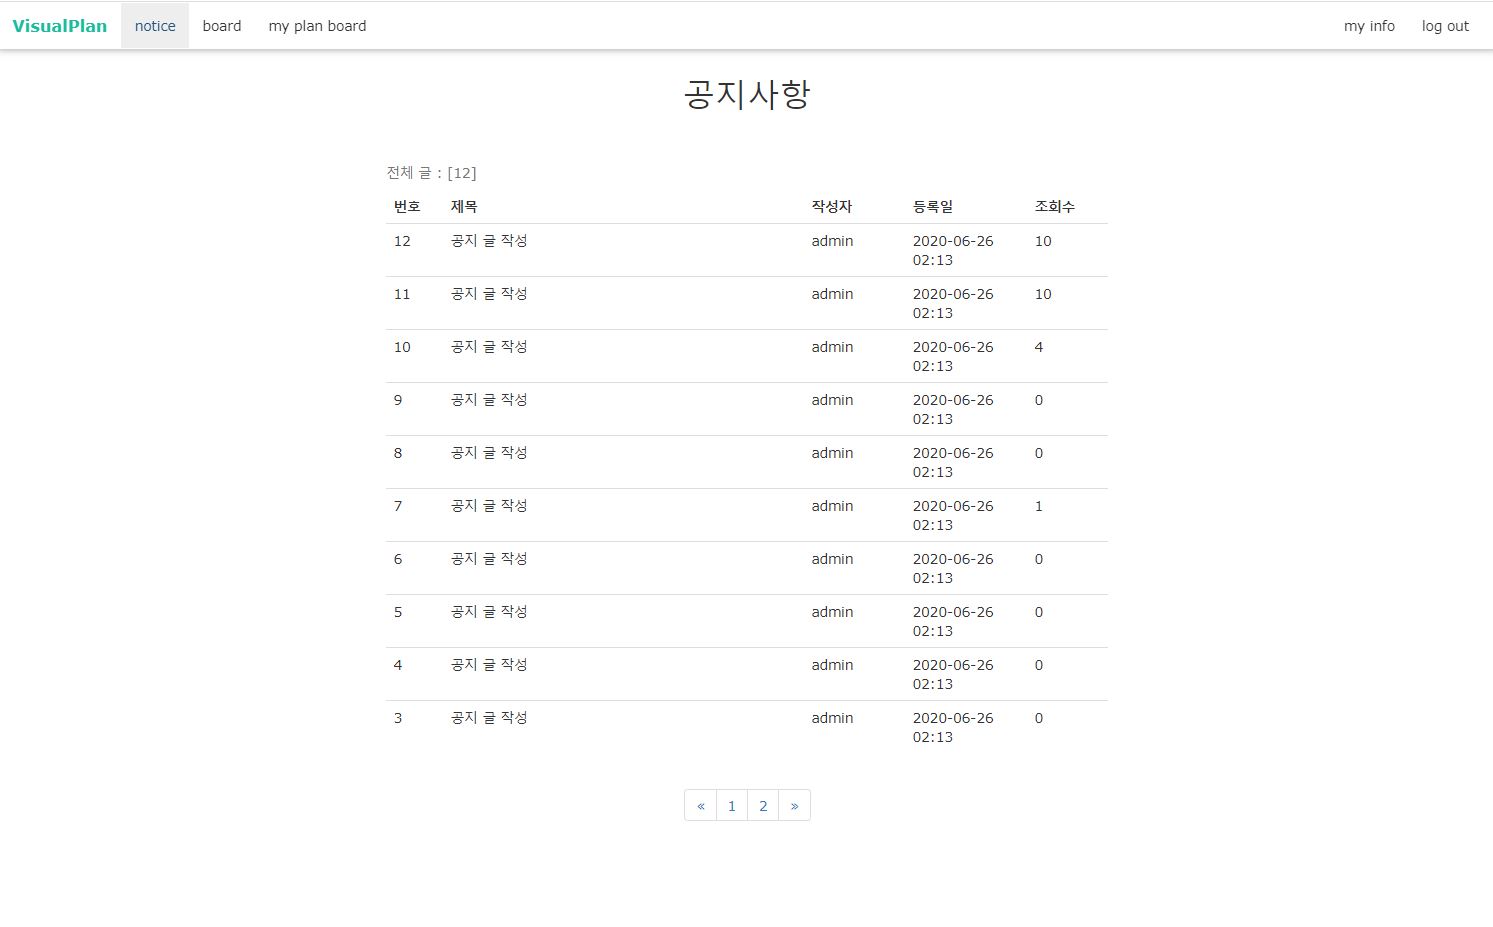 VisualPlan notice board my plan board my info log out
공지사항
전체 글 : [12]
번호 제목 작성자 등록일 조회수
12 공지 글 작성 admin 2020-06-26 10
02:13
11 공지 글 작성 admin 2020-06-26 10
02:13
10 공지 글 작성 admin 2020-06-26 4
02:13
9 공지 글 작성 admin 2020-06-26 0
02:13
8 공지 글 작성 admin 2020-06-26 0
02:13
7 공지 글 작성 admin 2020-06-26 1
02:13
6 공지 글 작성 admin 2020-06-26 0
02:13
5 공지 글 작성 admin 2020-06-26 0
02:13
4 공지 글 작성 admin 2020-06-26 0
02:13
3 공지 글 작성 admin 2020-06-26 0
02:13
« 1 2 »